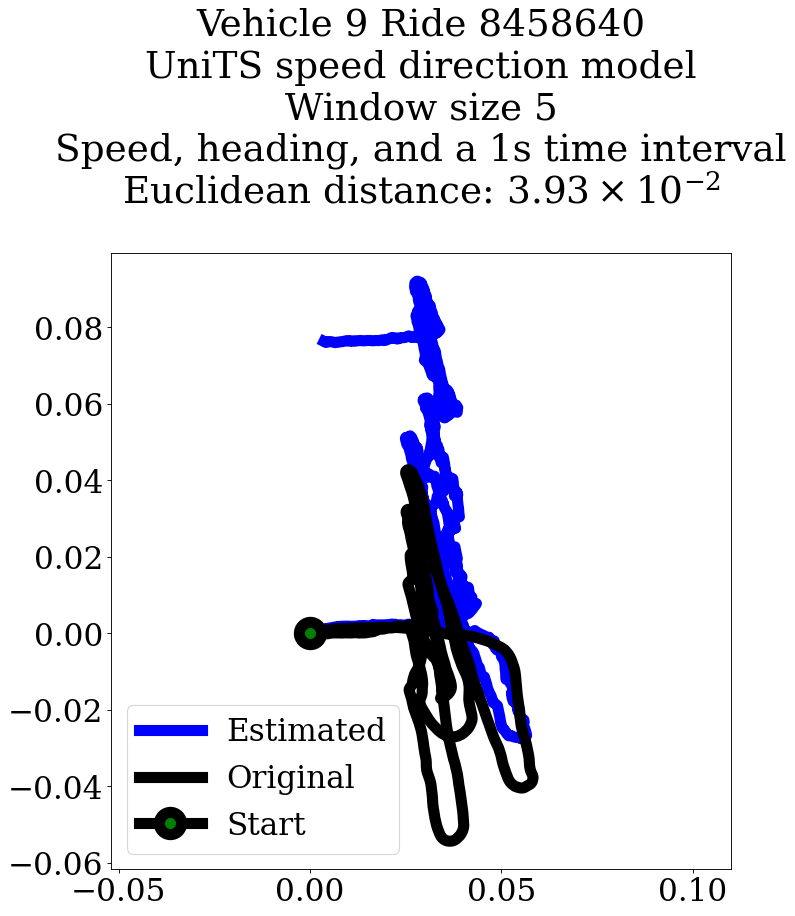 Vehicle 9 Ride 8458640
UniTS speed direction model
Window size 5
Speed, heading, and a 1s time interval
Euclidean distance: 3.93 × 10⁻²
0.08
0.06
0.04
0.02
0.00
−0.02
−0.04
−0.06
Estimated
Original
Start
−0.05 0.00 0.05 0.10